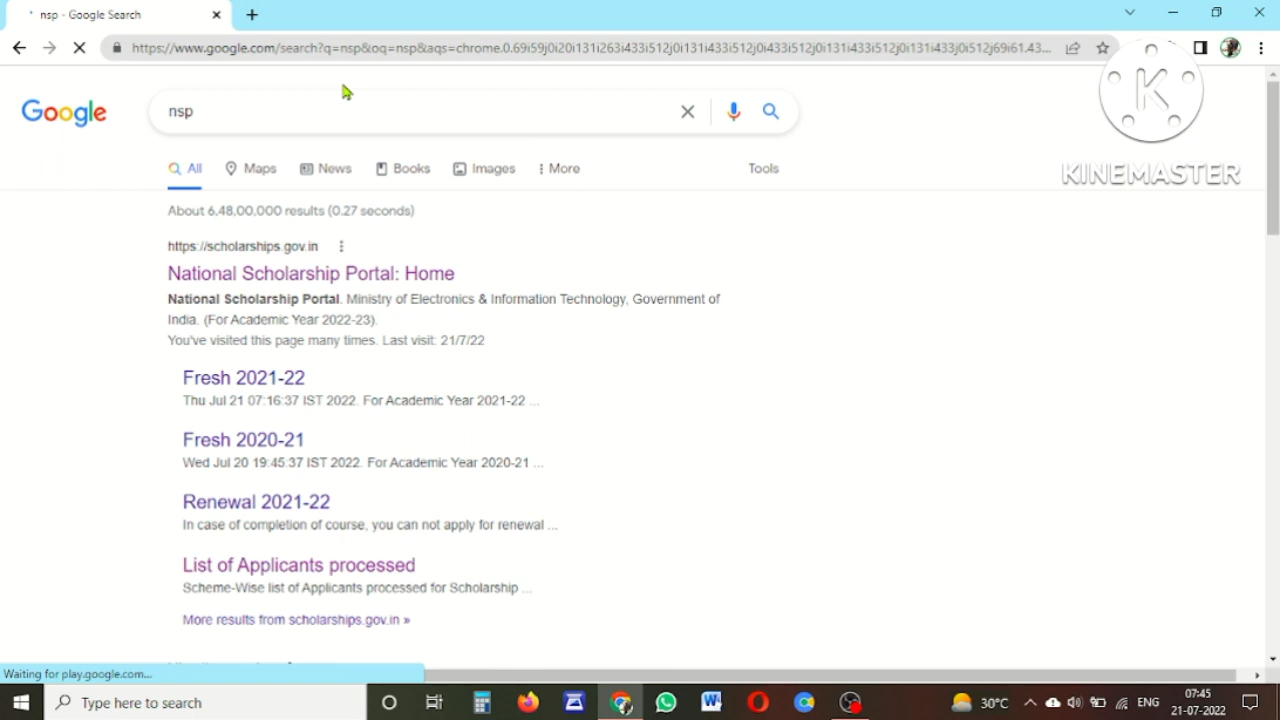 nsp - Google Search
https://www.google.com/search?q=nsp&oq=nsp&aqs=chrome.0.69i59j0i20i131i263i433i512j0i131i433i512j0i131i433i512j0i131i433j0i512j69i61.43...
K
KINEMASTER
Google
nsp
All Maps News Books Images More Tools
About 6,48,00,000 results (0.27 seconds)
https://scholarships.gov.in
National Scholarship Portal: Home
National Scholarship Portal. Ministry of Electronics & Information Technology, Government of
India. (For Academic Year 2022-23).
You've visited this page many times. Last visit: 21/7/22
Fresh 2021-22
Thu Jul 21 07:16:37 IST 2022. For Academic Year 2021-22 ...
Fresh 2020-21
Wed Jul 20 19:45:37 IST 2022. For Academic Year 2020-21 ...
Renewal 2021-22
In case of completion of course, you can not apply for renewal ...
List of Applicants processed
Scheme-Wise list of Applicants processed for Scholarship ...
More results from scholarships.gov.in »
Waiting for play.google.com...
Type here to search
30°C
ENG
07:45
21-07-2022